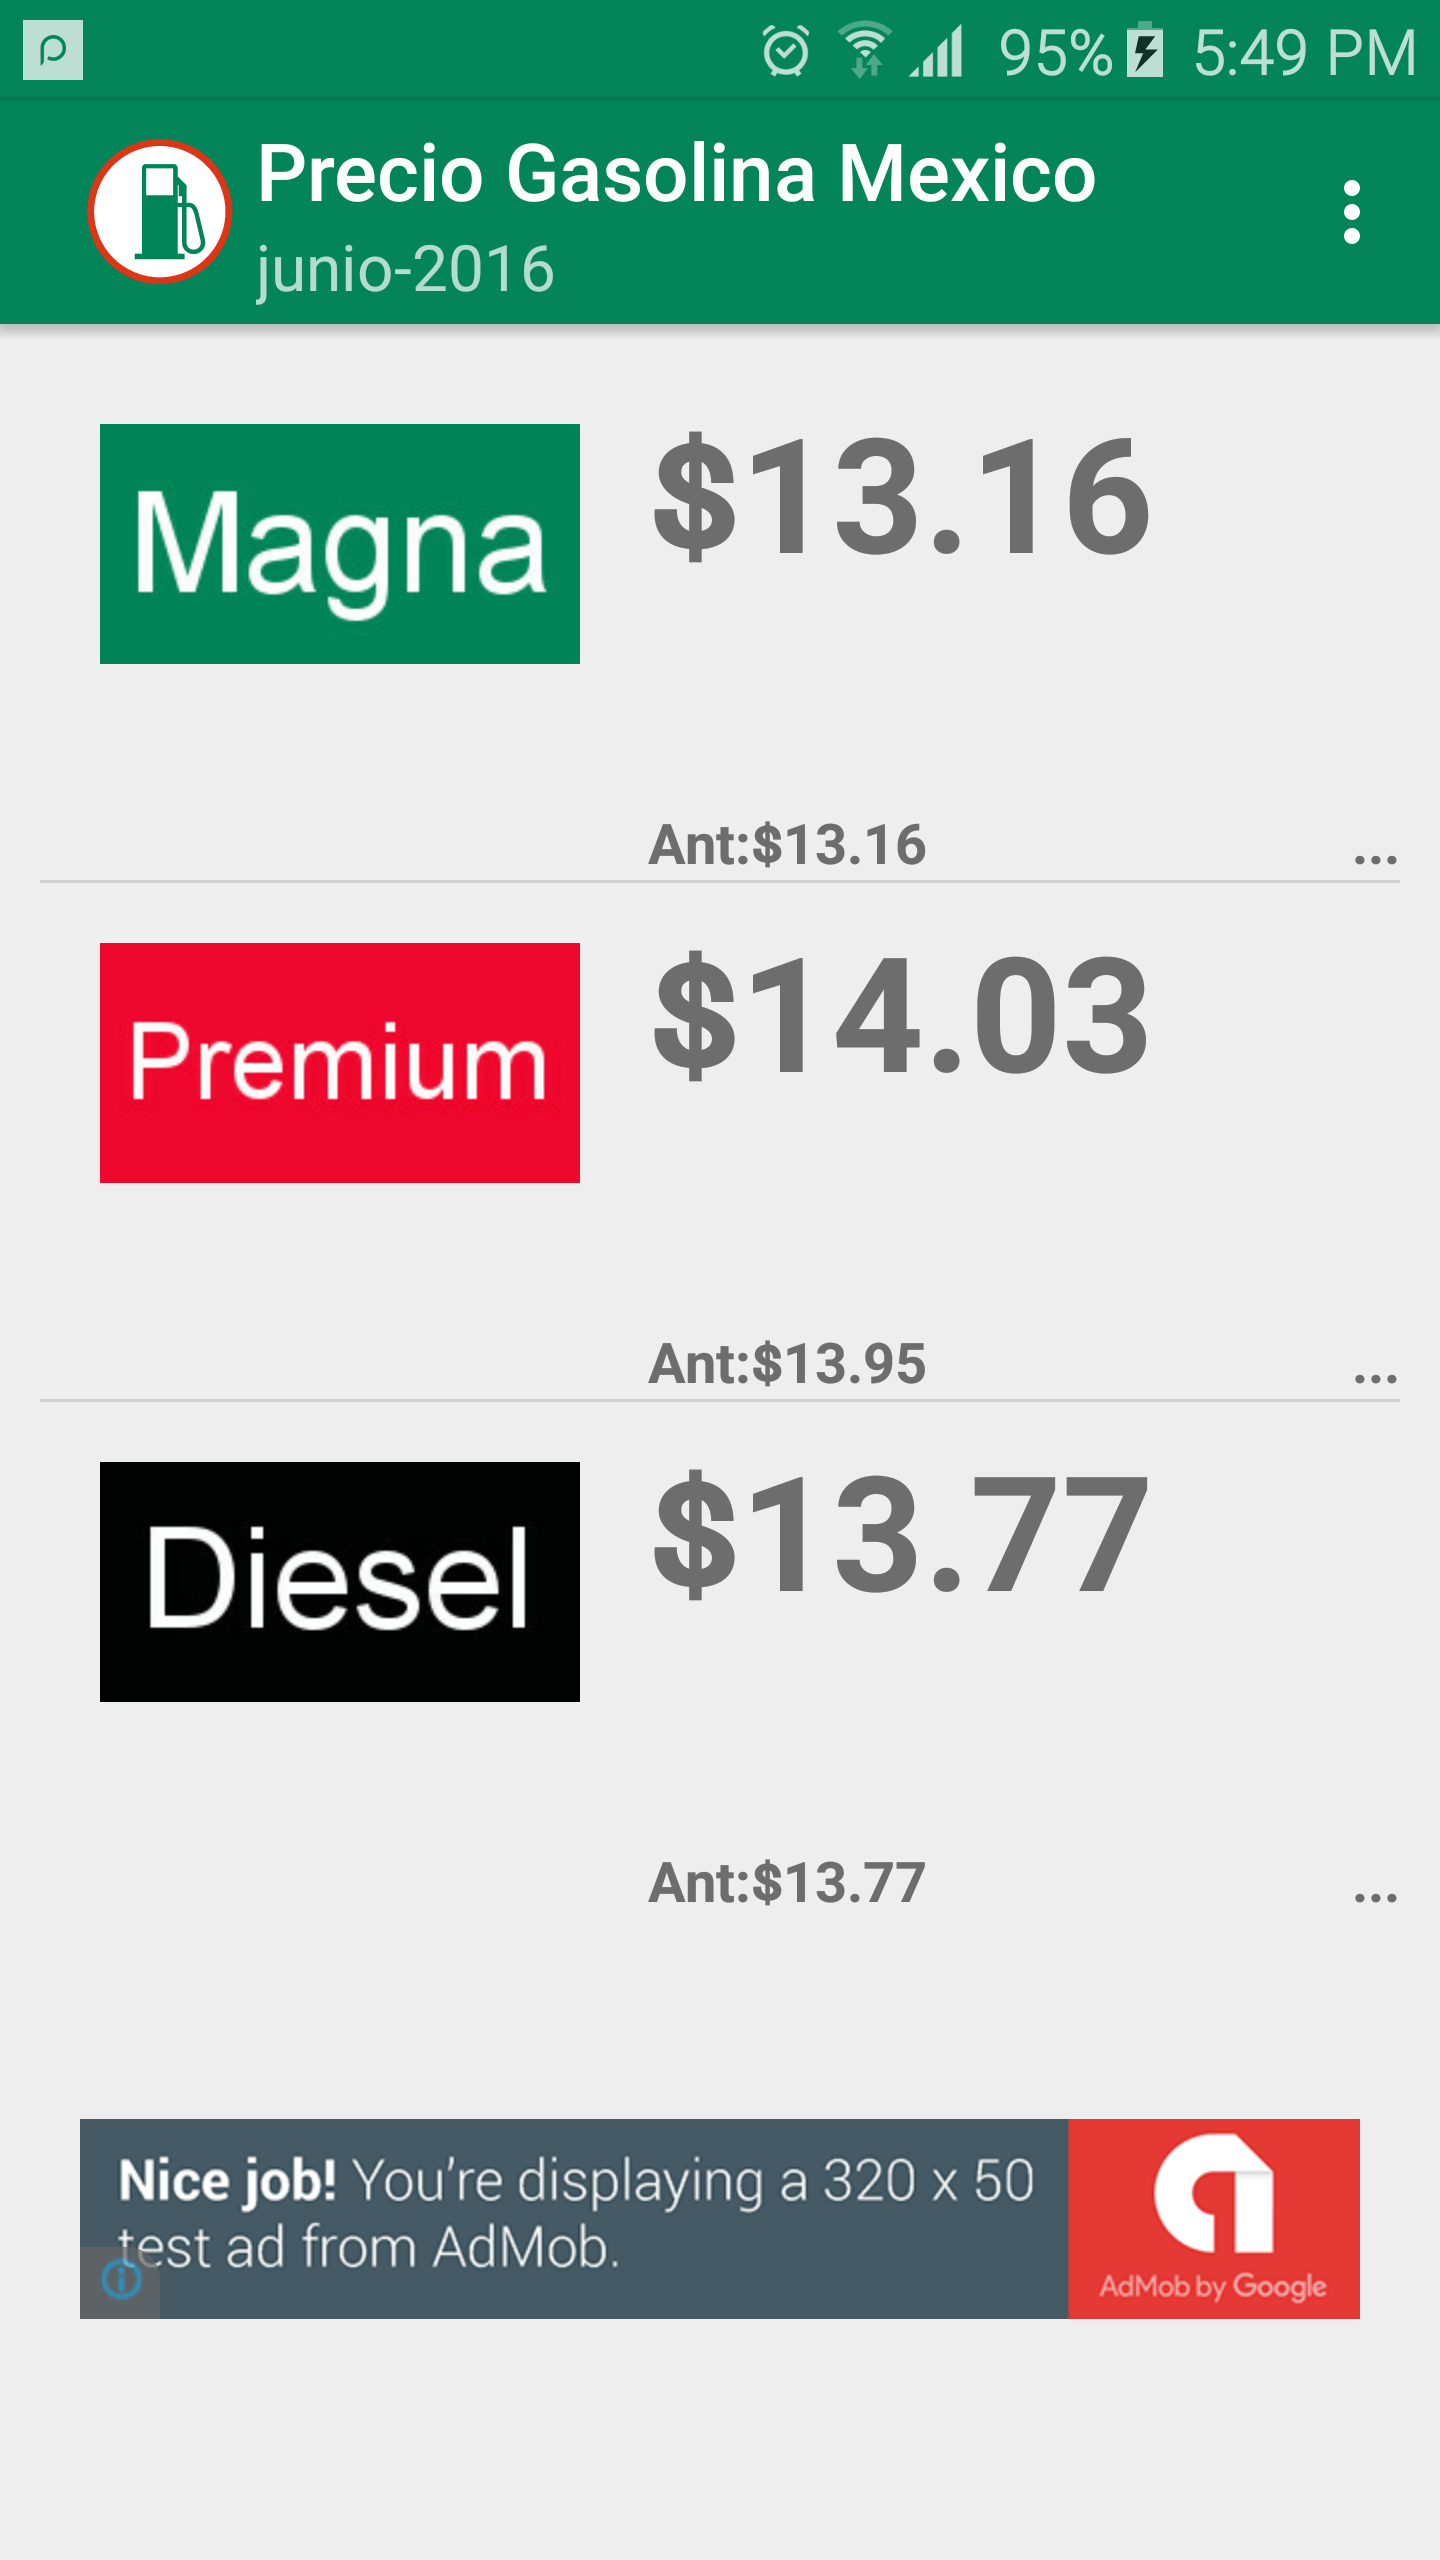 95% 5:49 PM
Precio Gasolina Mexico
junio-2016
Magna
$13.16
Ant:$13.16 ...
Premium
$14.03
Ant:$13.95 ...
Diesel
$13.77
Ant:$13.77 ...
Nice job! You're displaying a 320 x 50
test ad from AdMob.
AdMob by Google